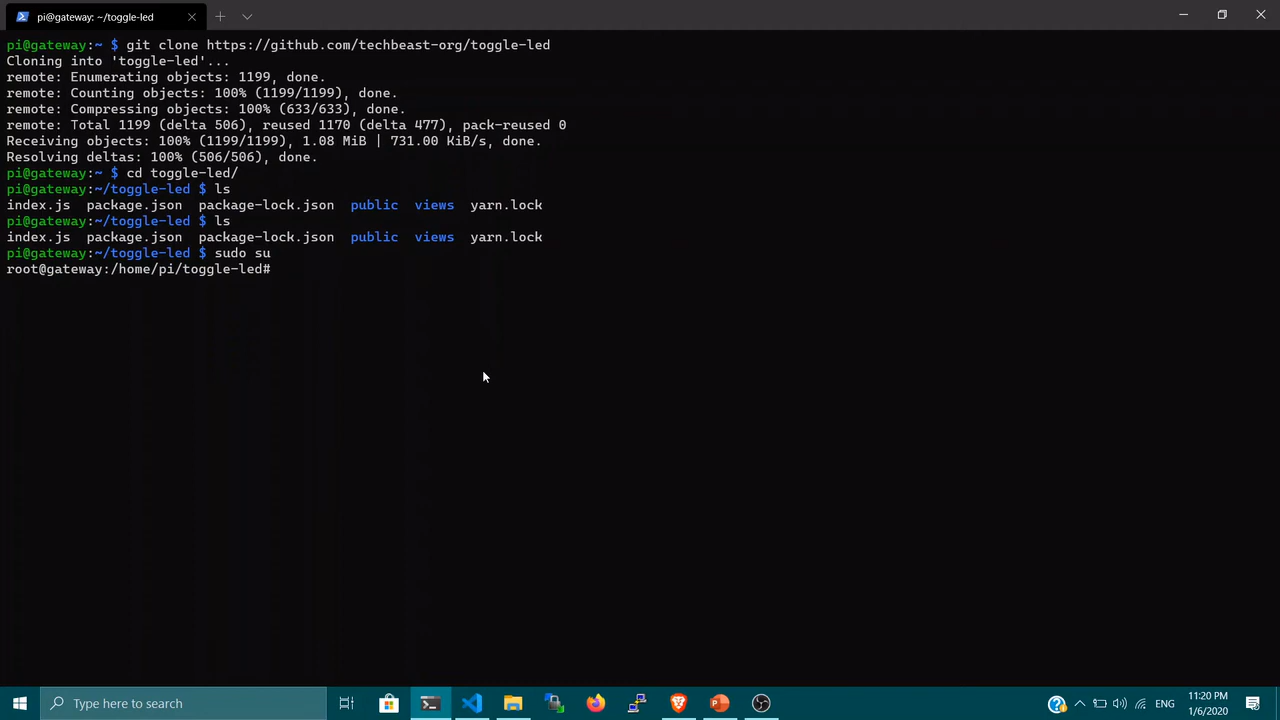 pi@gateway: ~/toggle-led
pi@gateway:~ $ git clone https://github.com/techbeast-org/toggle-led
Cloning into 'toggle-led'...
remote: Enumerating objects: 1199, done.
remote: Counting objects: 100% (1199/1199), done.
remote: Compressing objects: 100% (633/633), done.
remote: Total 1199 (delta 506), reused 1170 (delta 477), pack-reused 0
Receiving objects: 100% (1199/1199), 1.08 MiB | 731.00 KiB/s, done.
Resolving deltas: 100% (506/506), done.
pi@gateway:~ $ cd toggle-led/
pi@gateway:~/toggle-led $ ls
index.js  package.json  package-lock.json  public  views  yarn.lock
pi@gateway:~/toggle-led $ ls
index.js  package.json  package-lock.json  public  views  yarn.lock
pi@gateway:~/toggle-led $ sudo su
root@gateway:/home/pi/toggle-led#
Type here to search
ENG
11:20 PM
1/6/2020